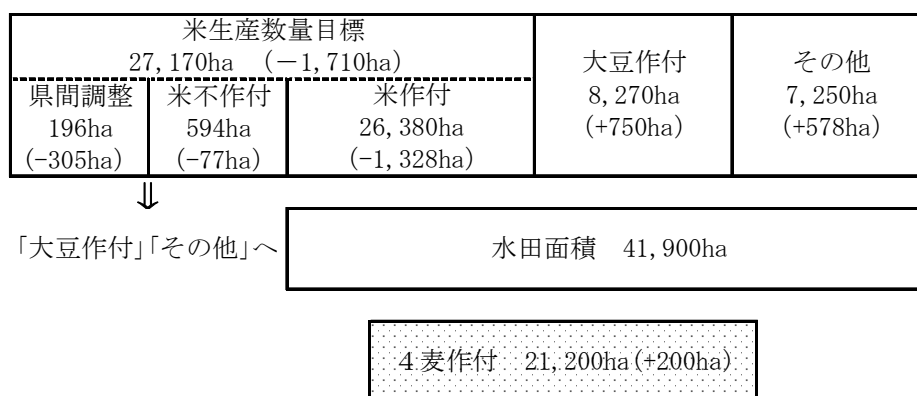 米生産数量目標
27,170ha (−1,710ha)
県間調整
196ha
(-305ha)
米不作付
594ha
(-77ha)
米作付
26,380ha
(-1,328ha)
大豆作付
8,270ha
(+750ha)
その他
7,250ha
(+578ha)
⇓
「大豆作付」「その他」へ
水田面積 41,900ha
４麦作付 21,200ha(+200ha)